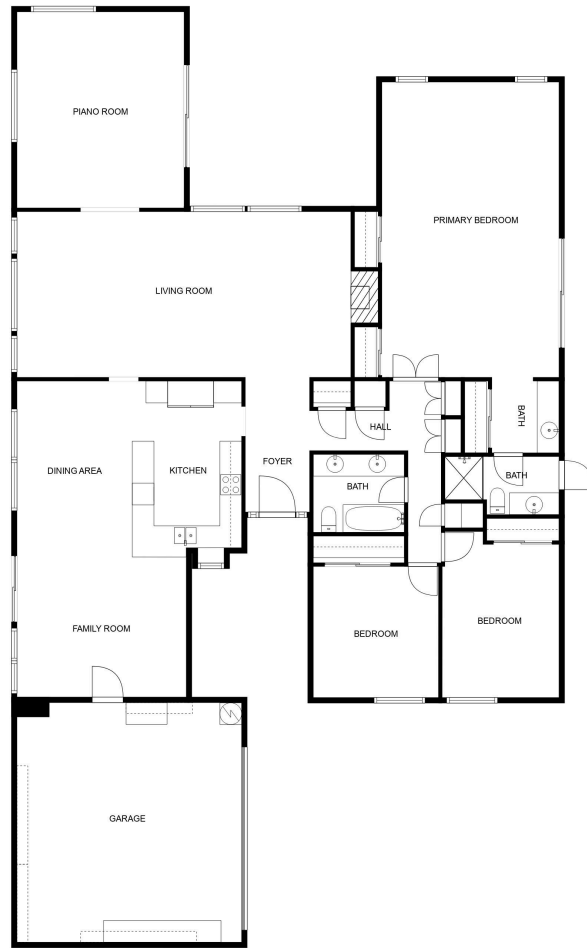 PIANO ROOM
PRIMARY BEDROOM
LIVING ROOM
BATH
HALL
DINING AREA
KITCHEN
FOYER
BATH
BATH
FAMILY ROOM
BEDROOM
BEDROOM
GARAGE